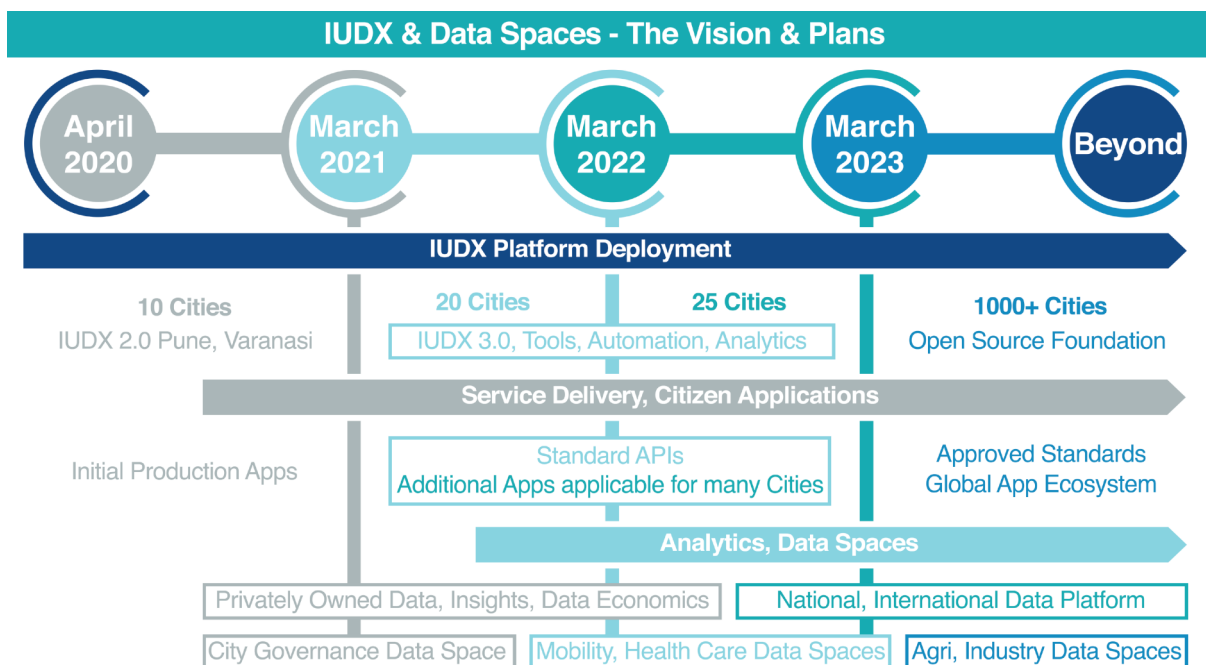 IUDX & Data Spaces - The Vision & Plans
April
2020
March
2021
March
2022
March
2023
Beyond
IUDX Platform Deployment
10 Cities
IUDX 2.0 Pune, Varanasi
20 Cities
25 Cities
IUDX 3.0, Tools, Automation, Analytics
1000+ Cities
Open Source Foundation
Service Delivery, Citizen Applications
Initial Production Apps
Standard APIs
Additional Apps applicable for many Cities
Approved Standards
Global App Ecosystem
Analytics, Data Spaces
Privately Owned Data, Insights, Data Economics
National, International Data Platform
City Governance Data Space
Mobility, Health Care Data Spaces
Agri, Industry Data Spaces